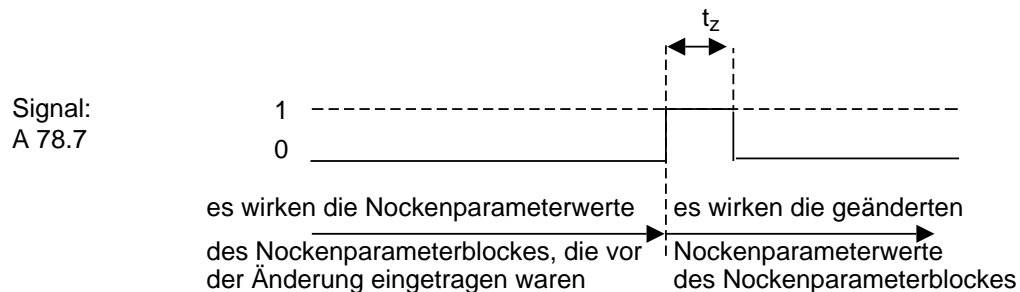 t_z
Signal:
A 78.7
1
0
es wirken die Nockenparameterwerte
des Nockenparameterblockes, die vor
der Änderung eingetragen waren
es wirken die geänderten
Nockenparameterwerte
des Nockenparameterblockes